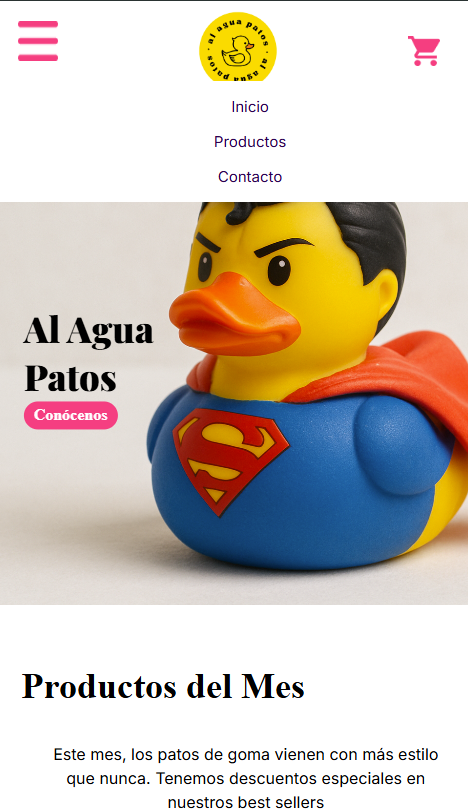 · al agua patos · al agua patos
Inicio
Productos
Contacto
Al Agua
Patos
Conócenos
S
Productos del Mes
Este mes, los patos de goma vienen con más estilo
que nunca. Tenemos descuentos especiales en
nuestros best sellers